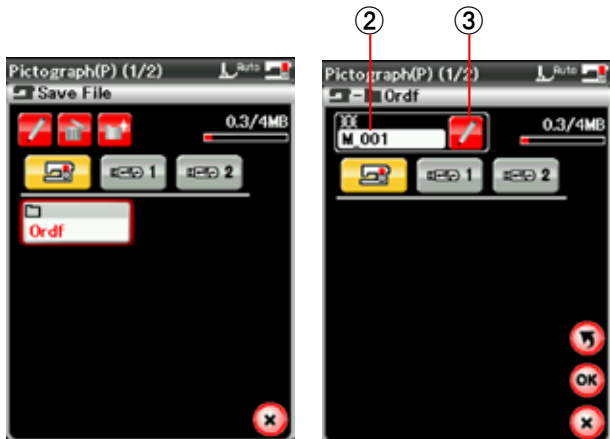 ② ③
Pictograph(P) (1/2) Auto
Save File
0.3/4MB
1 2
Ordf
Pictograph(P) (1/2) Auto
- Ordf
M_001
0.3/4MB
1 2
OK